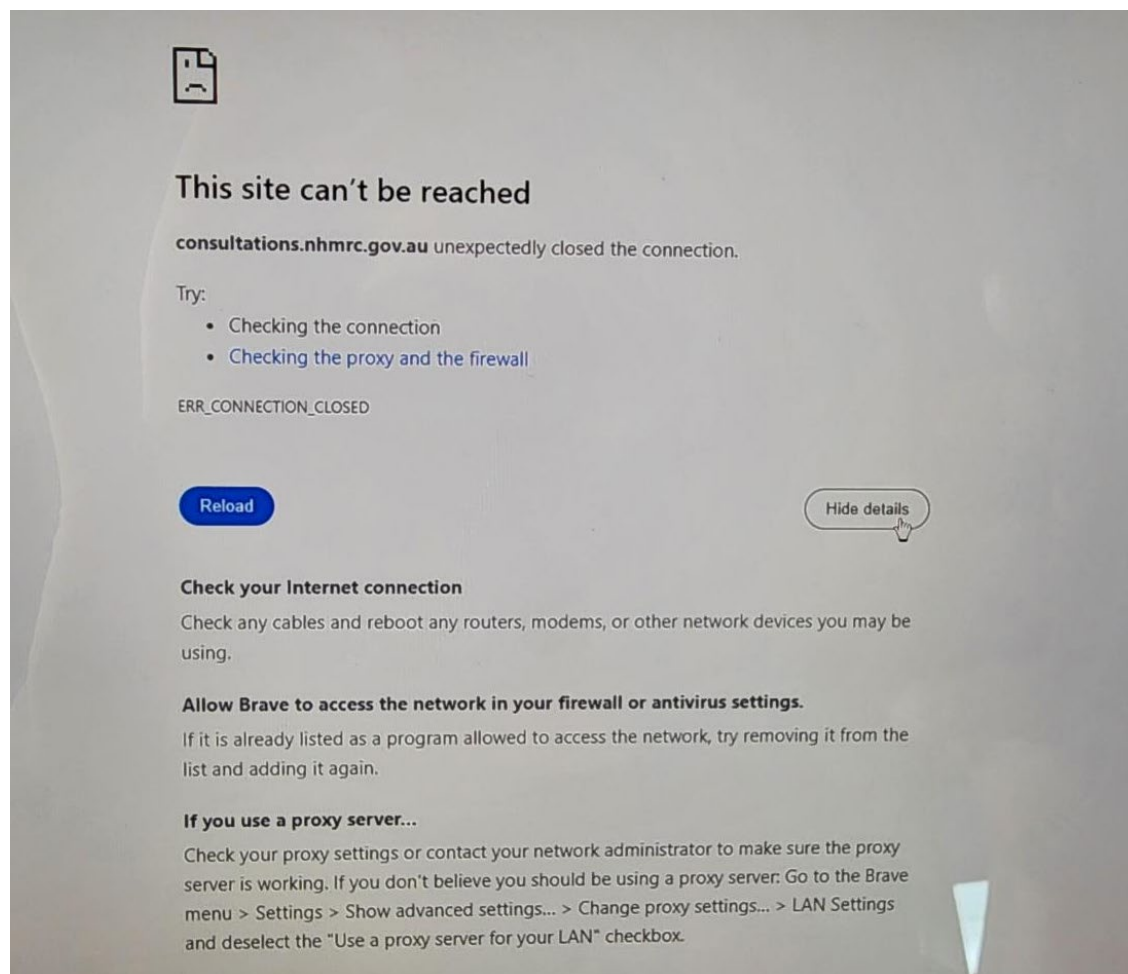 This site can't be reached
consultations.nhmrc.gov.au unexpectedly closed the connection.
Try:
• Checking the connection
• Checking the proxy and the firewall
ERR_CONNECTION_CLOSED
Reload
Hide details
Check your Internet connection
Check any cables and reboot any routers, modems, or other network devices you may be
using.
Allow Brave to access the network in your firewall or antivirus settings.
If it is already listed as a program allowed to access the network, try removing it from the
list and adding it again.
If you use a proxy server...
Check your proxy settings or contact your network administrator to make sure the proxy
server is working. If you don't believe you should be using a proxy server: Go to the Brave
menu > Settings > Show advanced settings... > Change proxy settings... > LAN Settings
and deselect the "Use a proxy server for your LAN" checkbox.